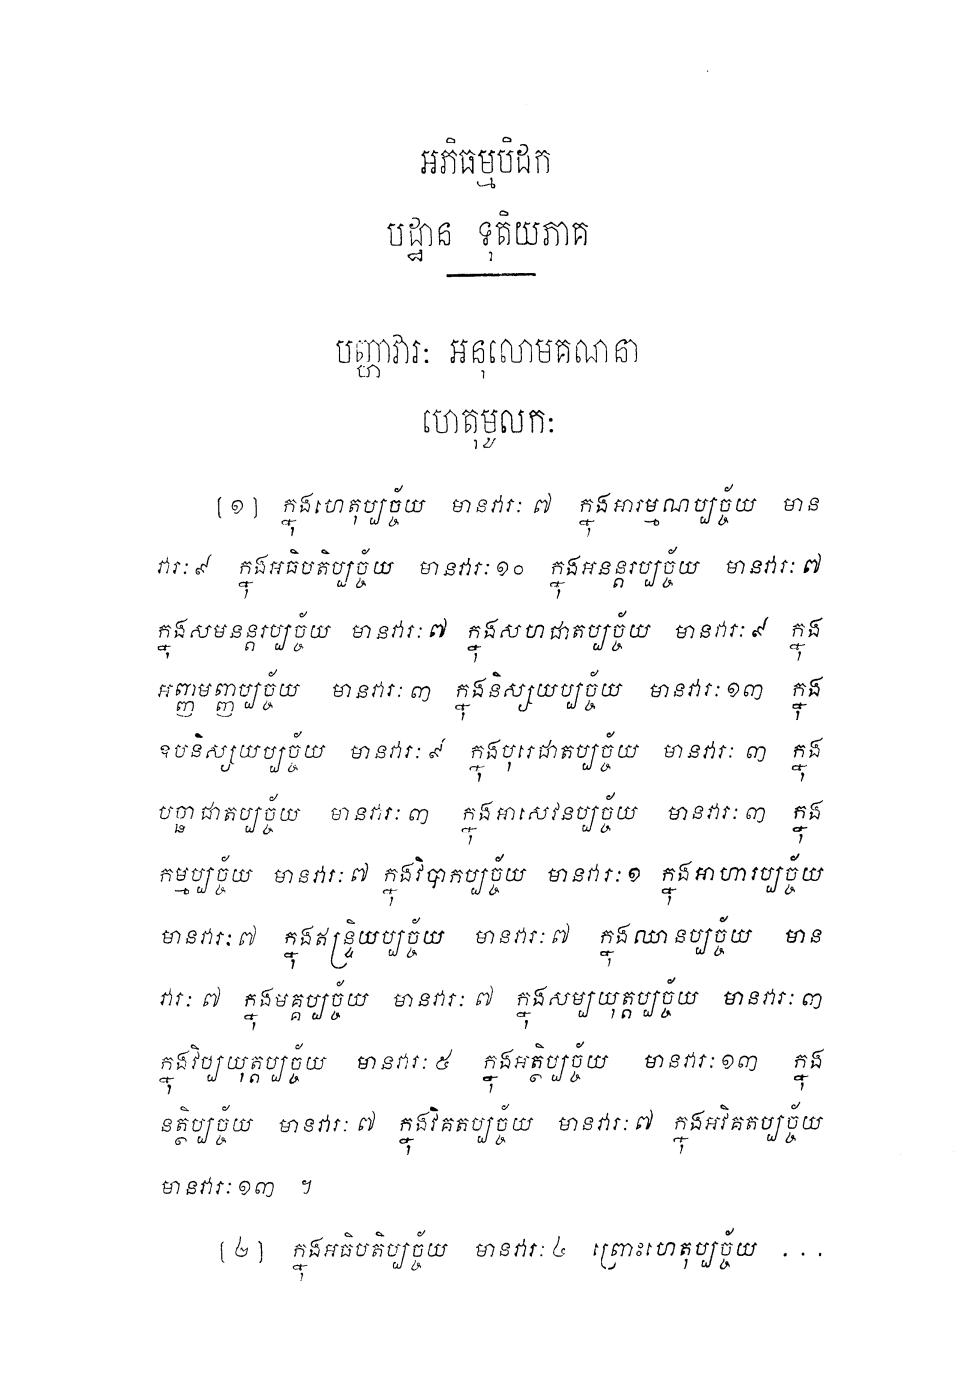 អភិធម្មបិដក
បដ្ឋាន ទុតិយភាគ
បញ្ហាវារៈ អនុលោមគណនា
ហេតុមូលកៈ
[១] ក្នុងហេតុប្បច្ច័យ មានវារៈ ៧ ក្នុងអារម្មណប្បច្ច័យ មាន
វារៈ ៩ ក្នុងអធិបតិប្បច្ច័យ មានវារៈ ១០ ក្នុងអនន្តរប្បច្ច័យ មានវារៈ ៧
ក្នុងសមនន្តរប្បច្ច័យ មានវារៈ ៧ ក្នុងសហជាតប្បច្ច័យ មានវារៈ ៩ ក្នុង
អញ្ញមញ្ញប្បច្ច័យ មានវារៈ ៣ ក្នុងនិស្សយប្បច្ច័យ មានវារៈ ១៣ ក្នុង
ឧបនិស្សយប្បច្ច័យ មានវារៈ ៩ ក្នុងបុរេជាតប្បច្ច័យ មានវារៈ ៣ ក្នុង
បច្ឆាជាតប្បច្ច័យ មានវារៈ ៣ ក្នុងអាសេវនប្បច្ច័យ មានវារៈ ៣ ក្នុង
កម្មប្បច្ច័យ មានវារៈ ៧ ក្នុងវិបាកប្បច្ច័យ មានវារៈ ១ ក្នុងអាហារប្បច្ច័យ
មានវារៈ ៧ ក្នុងឥន្ទ្រិយប្បច្ច័យ មានវារៈ ៧ ក្នុងឈានប្បច្ច័យ មាន
វារៈ ៧ ក្នុងមគ្គប្បច្ច័យ មានវារៈ ៧ ក្នុងសម្បយុត្តប្បច្ច័យ មានវារៈ ៣
ក្នុងវិប្បយុត្តប្បច្ច័យ មានវារៈ ៥ ក្នុងអត្ថិប្បច្ច័យ មានវារៈ ១៣ ក្នុង
នត្ថិប្បច្ច័យ មានវារៈ ៧ ក្នុងវិគតប្បច្ច័យ មានវារៈ ៧ ក្នុងអវិគតប្បច្ច័យ
មានវារៈ ១៣ ។
[២] ក្នុងអធិបតិប្បច្ច័យ មានវារៈ ៤ ព្រោះហេតុប្បច្ច័យ ...